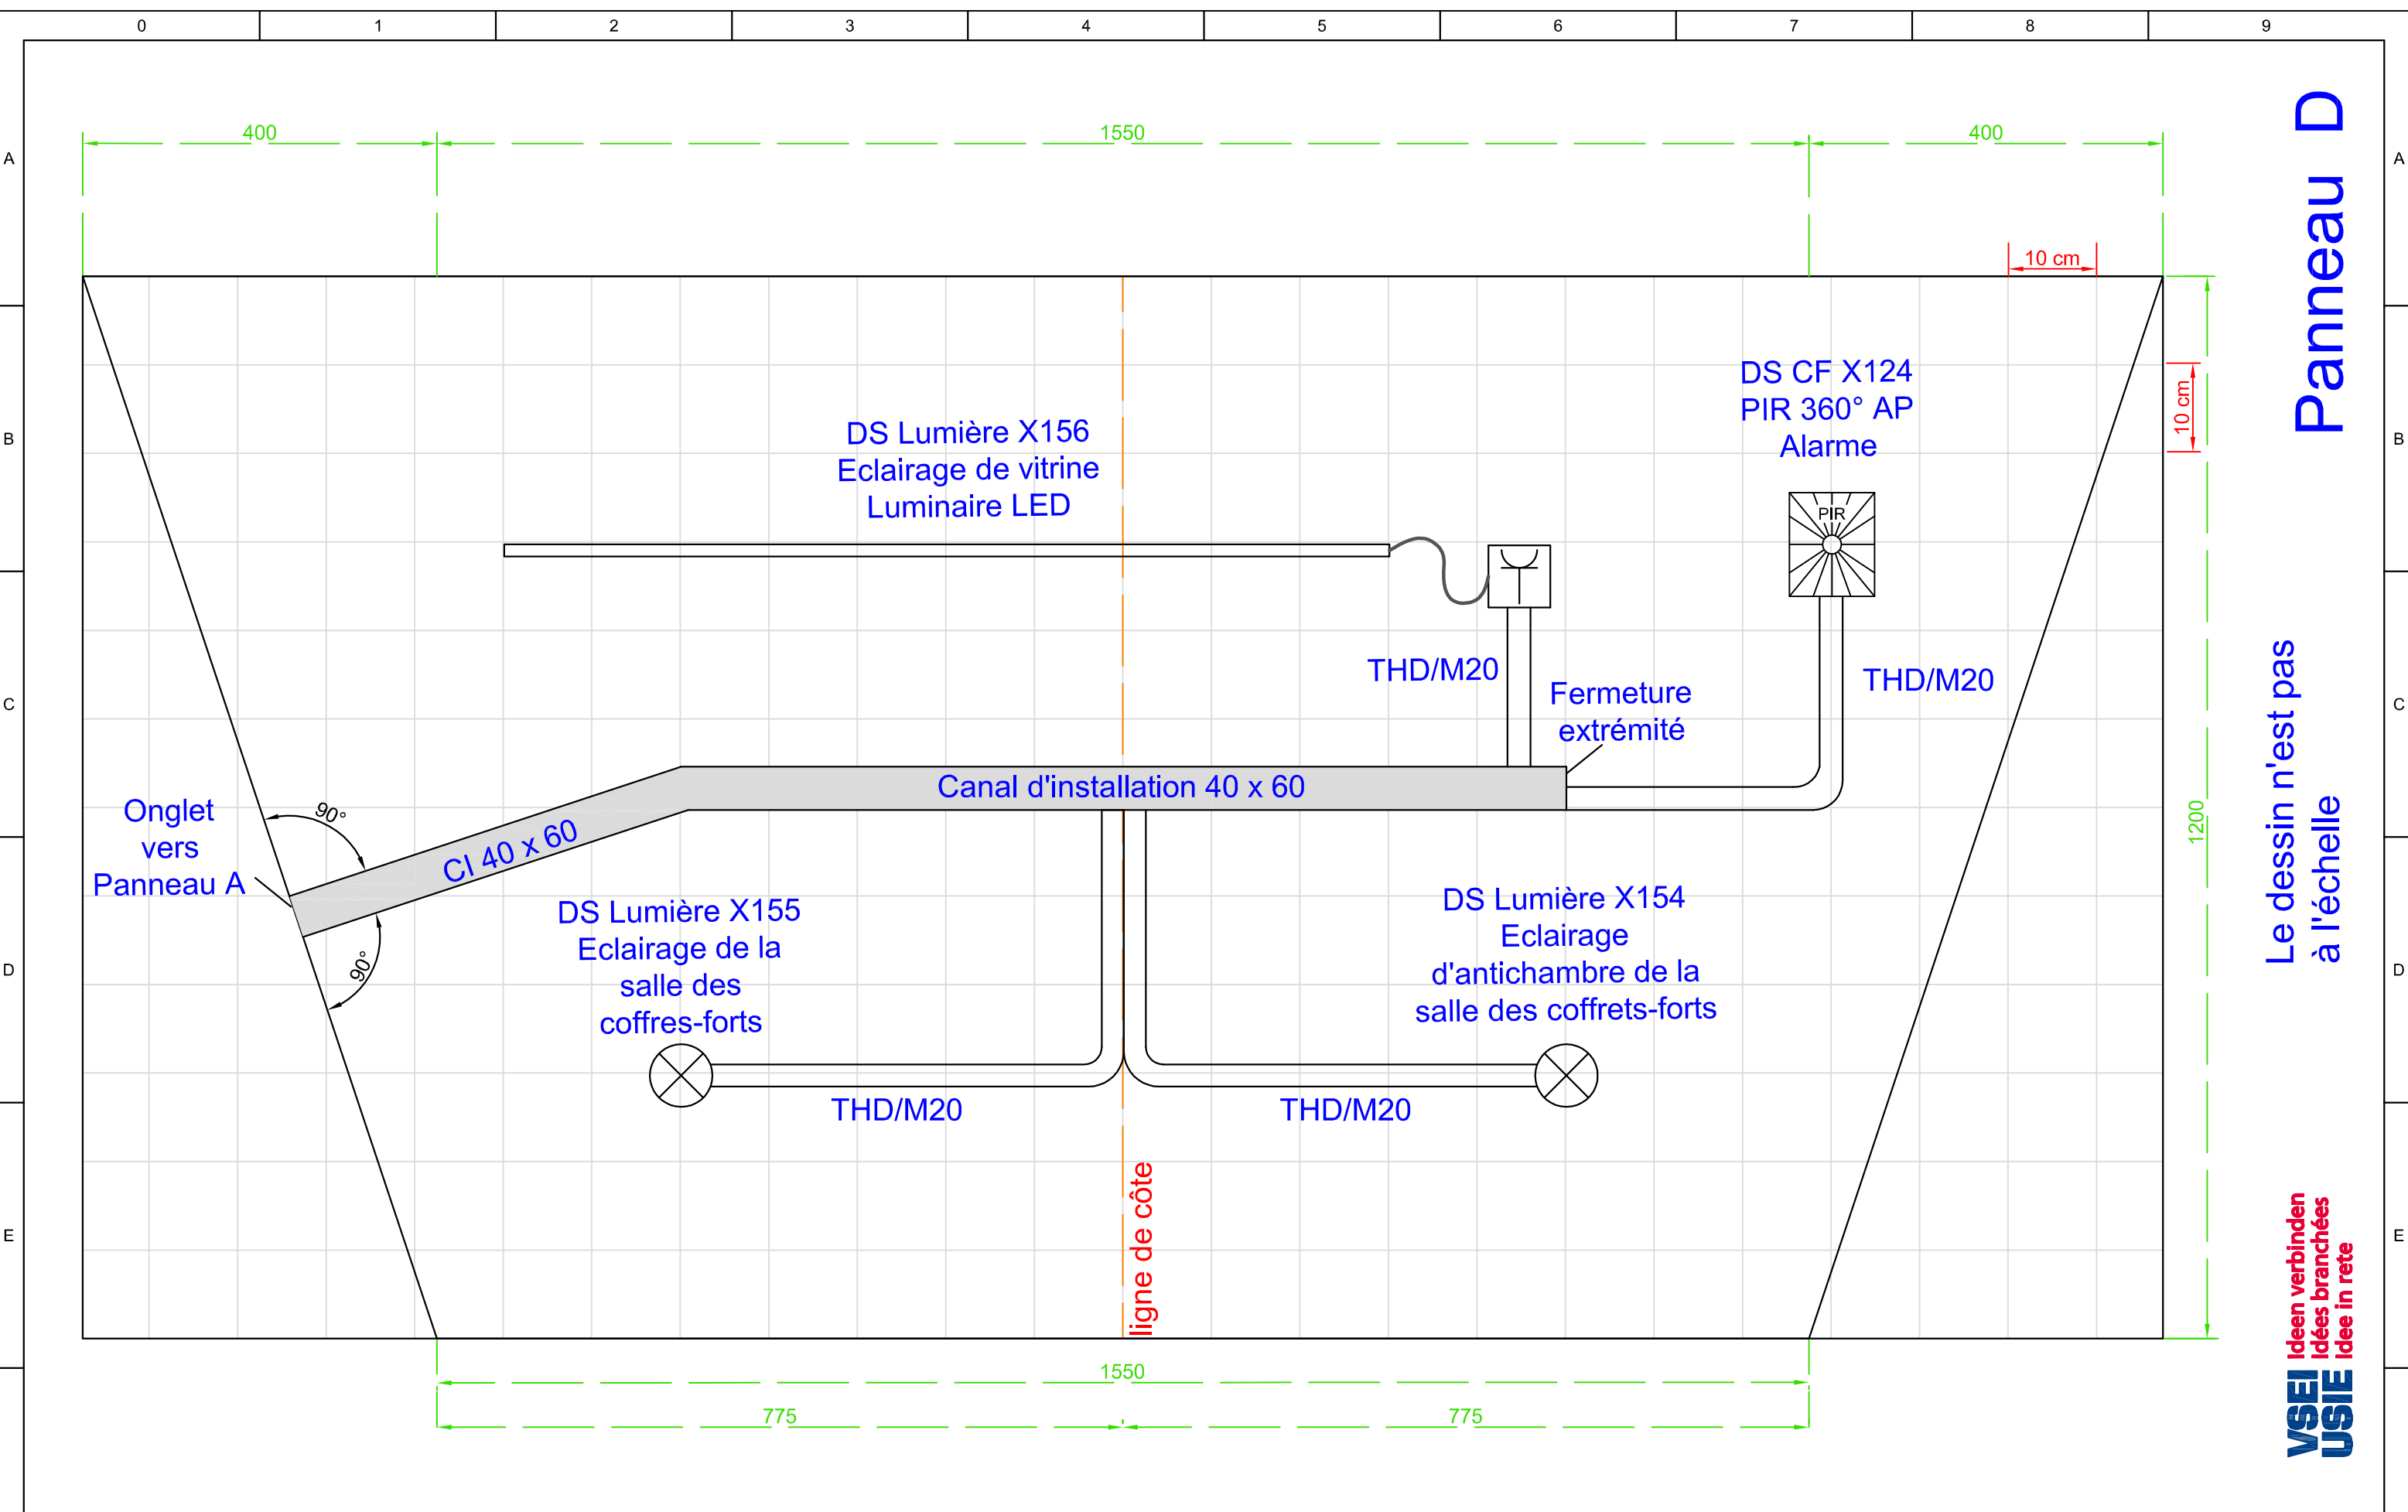 0 1 2 3 4 5 6 7 8 9
400 1550 400
A A
Panneau D
10 cm
10 cm
DS CF X124
PIR 360° AP
Alarme
DS Lumière X156
Eclairage de vitrine
Luminaire LED
B B
PIR
THD/M20
THD/M20
Fermeture
extrémité
C C
Le dessin n'est pas
à l'échelle
Canal d'installation 40 x 60
Onglet
vers
Panneau A
90°
CI 40 x 60
1200
90°
DS Lumière X155
Eclairage de la
salle des
coffres-forts
DS Lumière X154
Eclairage
d'antichambre de la
salle des coffrets-forts
D D
THD/M20
THD/M20
ligne de côte
E E
Ideen verbinden
Idées branchées
Idee in rete
VSEI
USIE
1550
775 775